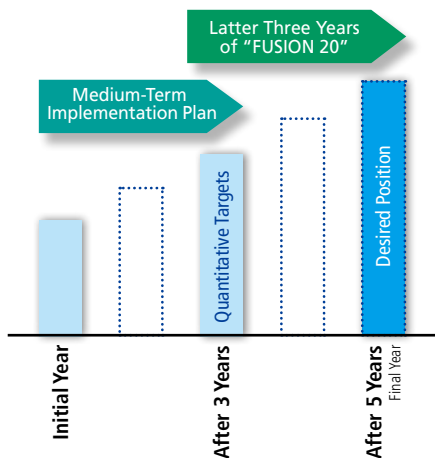 Latter Three Years
of “FUSION 20”
Medium-Term
Implementation Plan
Quantitative Targets
Desired Position
Initial Year
After 3 Years
After 5 Years
Final Year